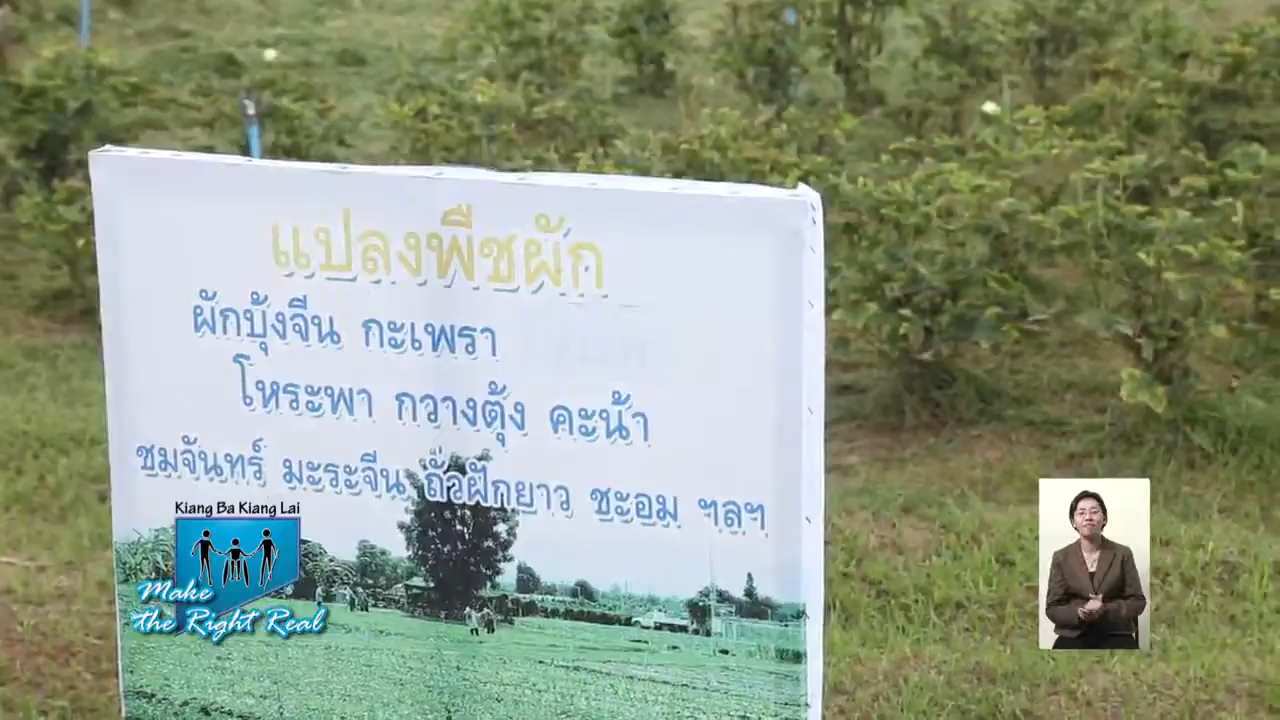 แปลงพืชผัก
ผักบุ้งจีน กะเพรา
โหระพา กวางตุ้ง คะน้า
ชมจันทร์ มะระจีน ถั่วฝักยาว ชะอม ฯลฯ
Kiang Ba Kiang Lai
Make
the Right Real